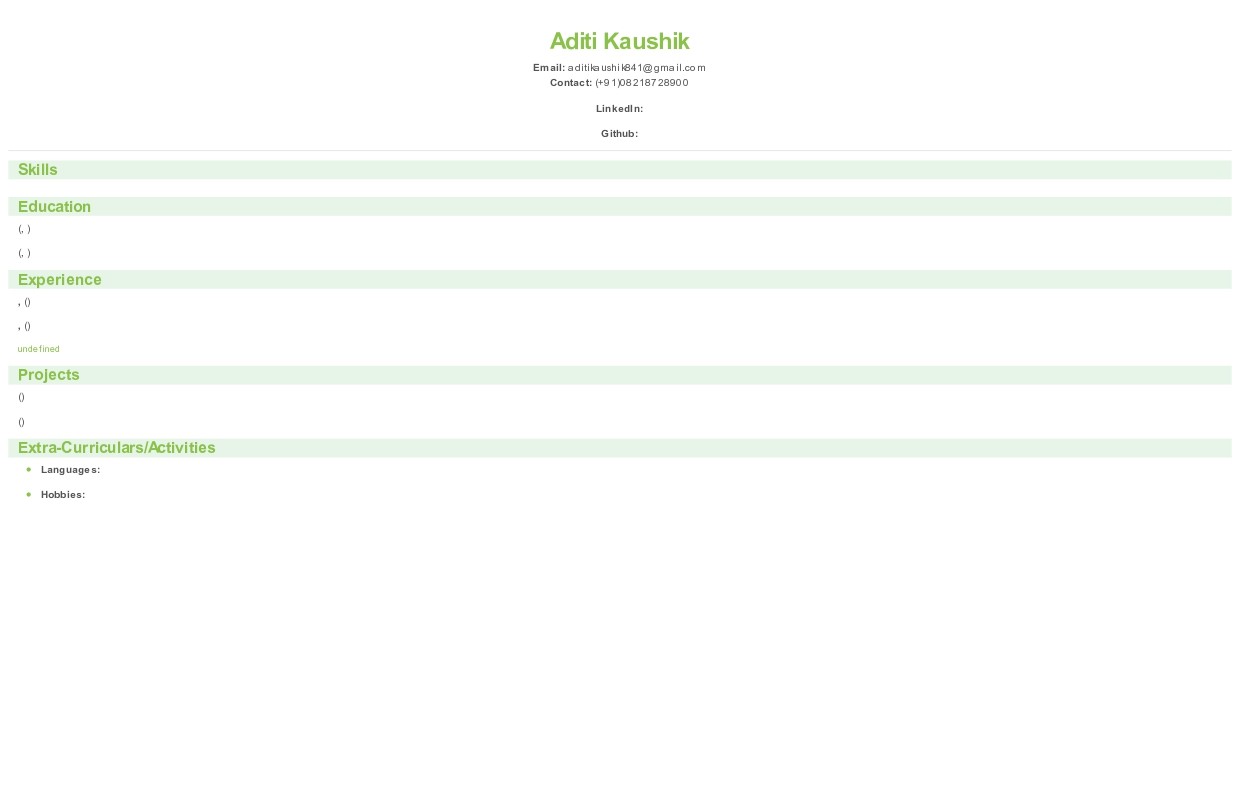 Aditi Kaushik
Email: aditikaushik841@gmail.com
Contact: (+91)08218728900
LinkedIn:
Github:
Skills
Education
(, )
(, )
Experience
, ()
, ()
undefined
Projects
()
()
Extra-Curriculars/Activities
• Languages:
• Hobbies: